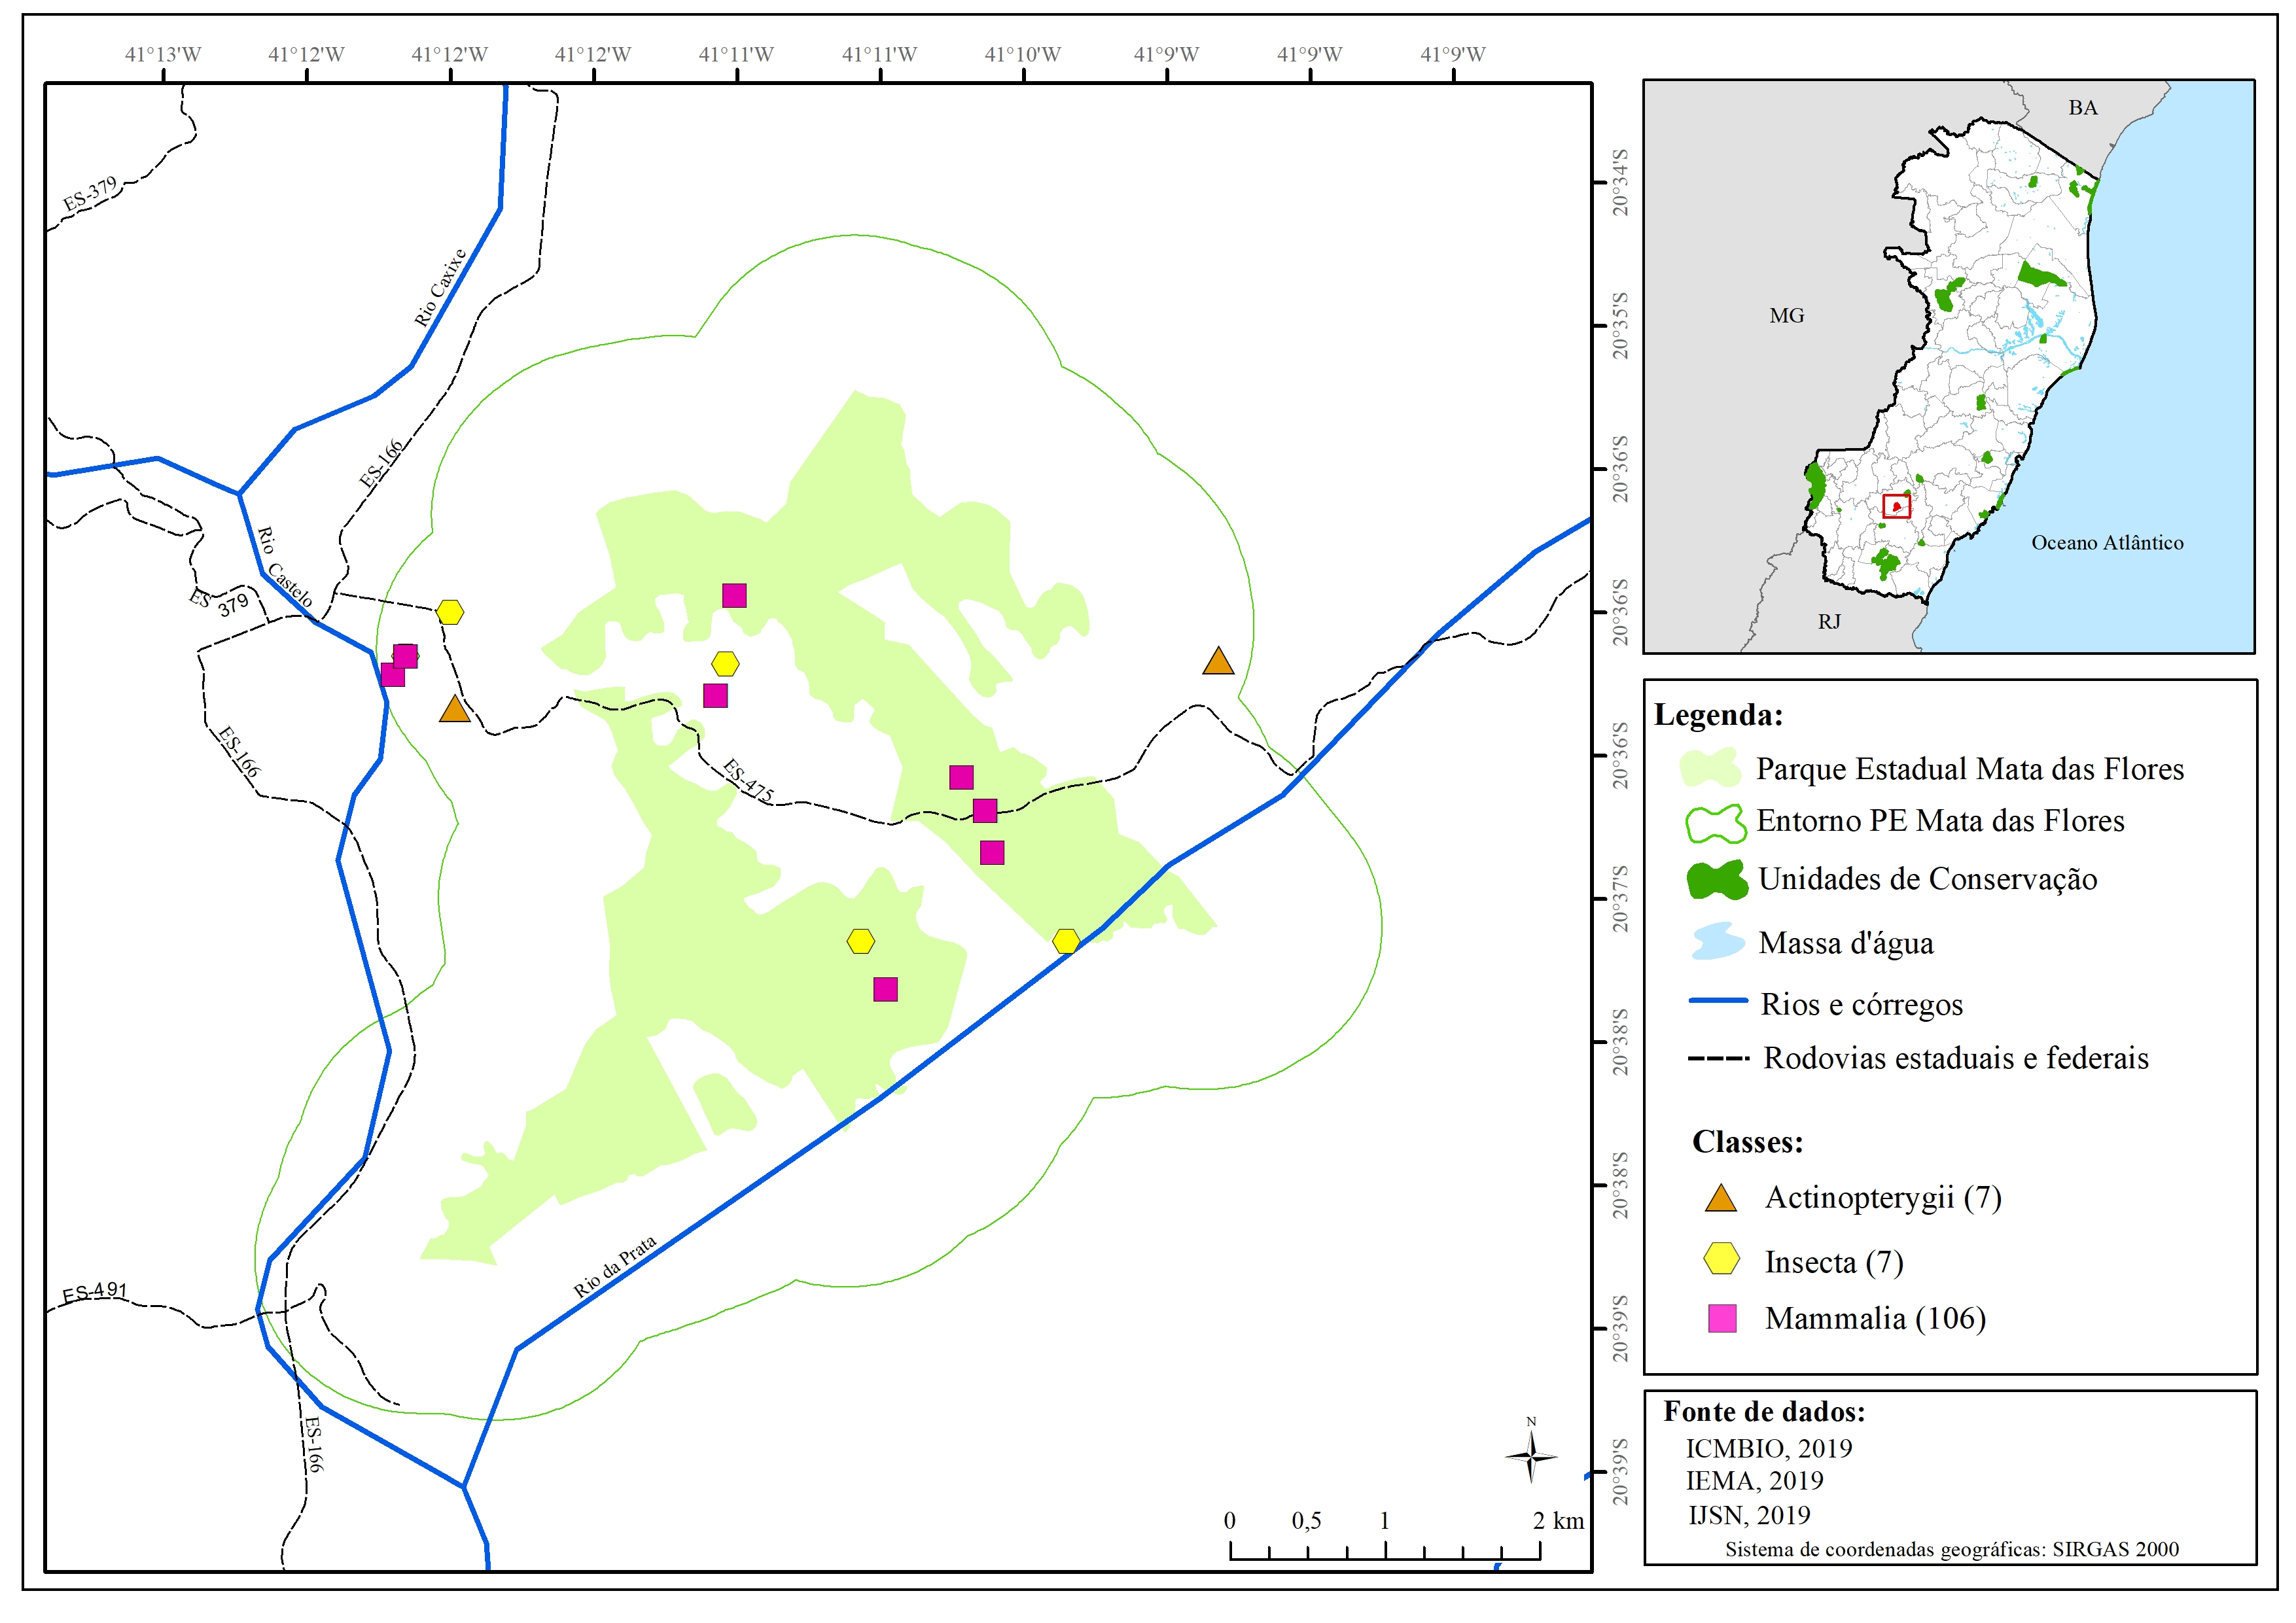 41°13'W
41°12'W
41°12'W
41°12'W
41°11'W
41°11'W
41°10'W
41°9'W
41°9'W
41°9'W
20°34'S
20°35'S
20°36'S
20°36'S
20°36'S
20°37'S
20°38'S
20°38'S
20°39'S
20°39'S
ES-379
Rio Caxixe
ES-166
Rio Castelo
ES 379
ES-166
ES-475
Rio da Prata
ES-491
ES-166
N
0 0,5 1 2 km
BA
MG
Oceano Atlântico
RJ
Legenda:
Parque Estadual Mata das Flores
Entorno PE Mata das Flores
Unidades de Conservação
Massa d'água
Rios e córregos
Rodovias estaduais e federais
Classes:
Actinopterygii (7)
Insecta (7)
Mammalia (106)
Fonte de dados:
ICMBIO, 2019
IEMA, 2019
IJSN, 2019
Sistema de coordenadas geográficas: SIRGAS 2000